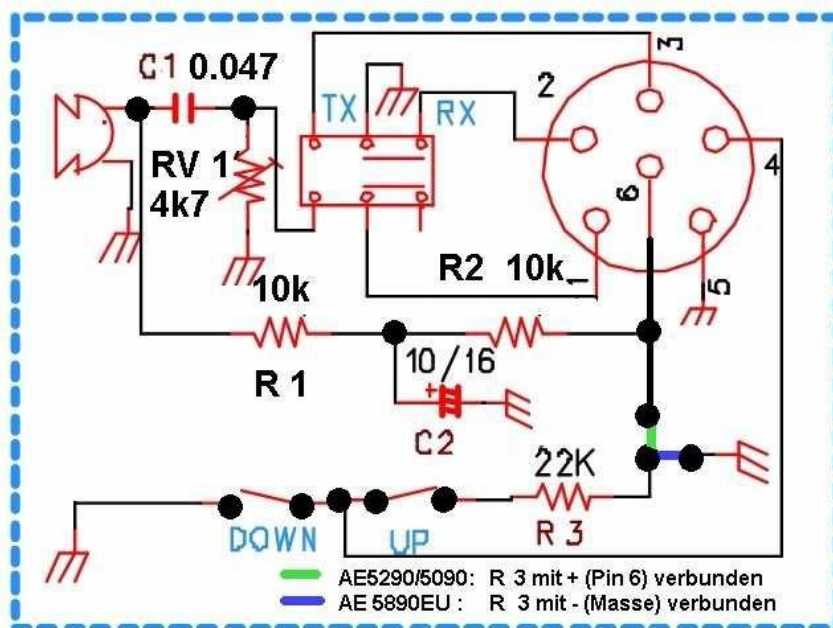 C1 0.047
3
2
TX
RX
RV 1
4k7
4
6
R2 10k
1
5
10k
10/16
+
R 1
C2
22K
R 3
DOWN
UP
AE5290/5090: R 3 mit + (Pin 6) verbunden
AE 5890EU : R 3 mit - (Masse) verbunden